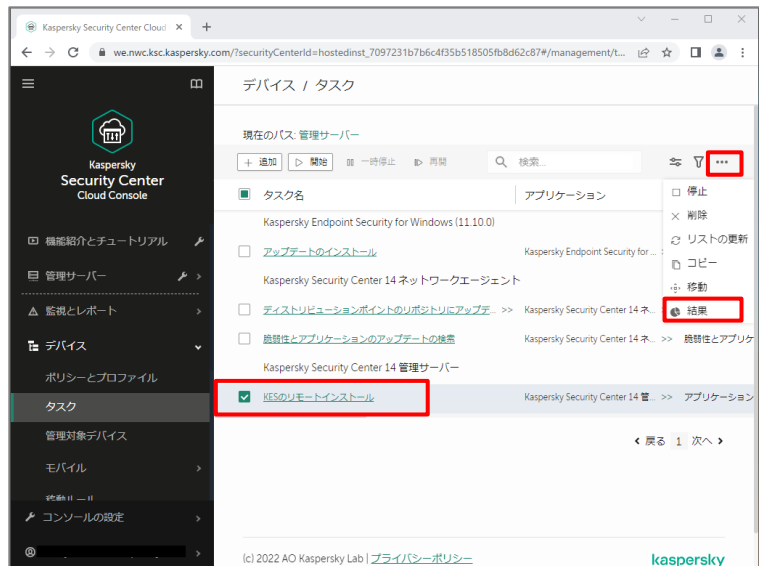 Kaspersky Security Center Cloud
we.nwc.ksc.kaspersky.com/?securityCenterId=hostedinst_7097231b7b6c4f35b518505fb8d62c87#/management/t...
デバイス / タスク
現在のパス: 管理サーバー
追加 開始 一時停止 再開 検索...
タスク名 アプリケーション
Kaspersky Endpoint Security for Windows (11.10.0)
アップデートのインストール Kaspersky Endpoint Security for ...
Kaspersky Security Center 14 ネットワークエージェント
ディストリビューションポイントのリポジトリにアップデ... >> Kaspersky Security Center 14 ネ...
脆弱性とアプリケーションのアップデートの検索 Kaspersky Security Center 14 ネ... >> 脆弱性とアプリケ
Kaspersky Security Center 14 管理サーバー
KESのリモートインストール Kaspersky Security Center 14 管... >> アプリケーション
停止
削除
リストの更新
コピー
移動
結果
戻る 1 次へ
Kaspersky
Security Center
Cloud Console
機能紹介とチュートリアル
管理サーバー
監視とレポート
デバイス
ポリシーとプロファイル
タスク
管理対象デバイス
モバイル
移動ルール
コンソールの設定
(c) 2022 AO Kaspersky Lab | プライバシーポリシー
kaspersky